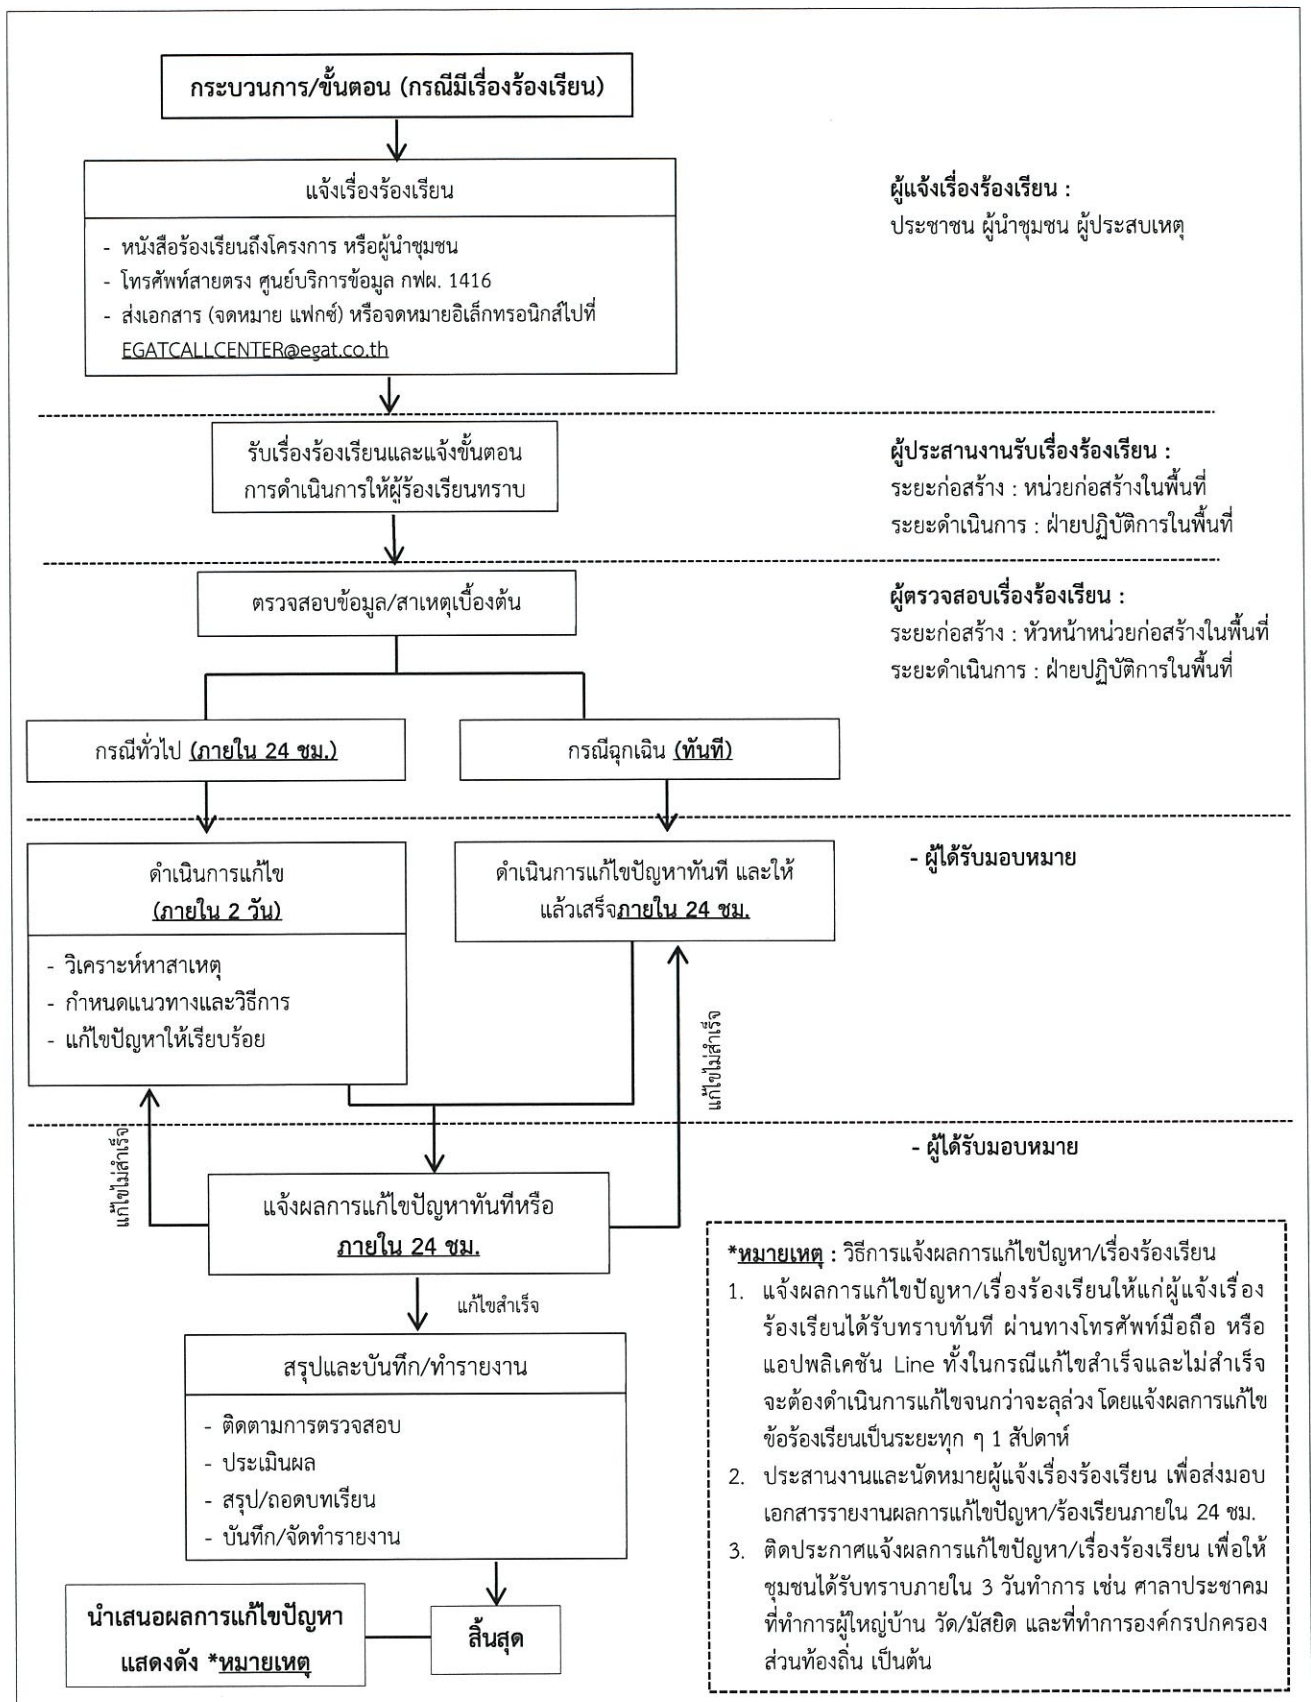 กระบวนการ/ขั้นตอน (กรณีมีเรื่องร้องเรียน)
แจ้งเรื่องร้องเรียน
- หนังสือร้องเรียนถึงโครงการ หรือผู้นำชุมชน
- โทรศัพท์สายตรง ศูนย์บริการข้อมูล กฟผ. 1416
- ส่งเอกสาร (จดหมาย แฟกซ์) หรือจดหมายอิเล็กทรอนิกส์ไปที่
EGATCALLCENTER@egat.co.th
ผู้แจ้งเรื่องร้องเรียน :
ประชาชน ผู้นำชุมชน ผู้ประสบเหตุ
รับเรื่องร้องเรียนและแจ้งขั้นตอน
การดำเนินการให้ผู้ร้องเรียนทราบ
ผู้ประสานงานรับเรื่องร้องเรียน :
ระยะก่อสร้าง : หน่วยก่อสร้างในพื้นที่
ระยะดำเนินการ : ฝ่ายปฏิบัติการในพื้นที่
ตรวจสอบข้อมูล/สาเหตุเบื้องต้น
ผู้ตรวจสอบเรื่องร้องเรียน :
ระยะก่อสร้าง : หัวหน้าหน่วยก่อสร้างในพื้นที่
ระยะดำเนินการ : ฝ่ายปฏิบัติการในพื้นที่
กรณีทั่วไป (ภายใน 24 ชม.)
กรณีฉุกเฉิน (ทันที)
ดำเนินการแก้ไข
(ภายใน 2 วัน)
- วิเคราะห์หาสาเหตุ
- กำหนดแนวทางและวิธีการ
- แก้ไขปัญหาให้เรียบร้อย
ดำเนินการแก้ไขปัญหาทันที และให้
แล้วเสร็จภายใน 24 ชม.
- ผู้ได้รับมอบหมาย
แก้ไขไม่สำเร็จ
แก้ไขไม่สำเร็จ
- ผู้ได้รับมอบหมาย
แจ้งผลการแก้ไขปัญหาทันทีหรือ
ภายใน 24 ชม.
แก้ไขสำเร็จ
สรุปและบันทึก/ทำรายงาน
- ติดตามการตรวจสอบ
- ประเมินผล
- สรุป/ถอดบทเรียน
- บันทึก/จัดทำรายงาน
นำเสนอผลการแก้ไขปัญหา
แสดงดัง *หมายเหตุ
สิ้นสุด
*หมายเหตุ : วิธีการแจ้งผลการแก้ไขปัญหา/เรื่องร้องเรียน
1. แจ้งผลการแก้ไขปัญหา/เรื่องร้องเรียนให้แก่ผู้แจ้งเรื่อง
ร้องเรียนได้รับทราบทันที ผ่านทางโทรศัพท์มือถือ หรือ
แอปพลิเคชัน Line ทั้งในกรณีแก้ไขสำเร็จและไม่สำเร็จ
จะต้องดำเนินการแก้ไขจนกว่าจะลุล่วง โดยแจ้งผลการแก้ไข
ข้อร้องเรียนเป็นระยะทุก ๆ 1 สัปดาห์
2. ประสานงานและนัดหมายผู้แจ้งเรื่องร้องเรียน เพื่อส่งมอบ
เอกสารรายงานผลการแก้ไขปัญหา/ร้องเรียนภายใน 24 ชม.
3. ติดประกาศแจ้งผลการแก้ไขปัญหา/เรื่องร้องเรียน เพื่อให้
ชุมชนได้รับทราบภายใน 3 วันทำการ เช่น ศาลาประชาคม
ที่ทำการผู้ใหญ่บ้าน วัด/มัสยิด และที่ทำการองค์กรปกครอง
ส่วนท้องถิ่น เป็นต้น